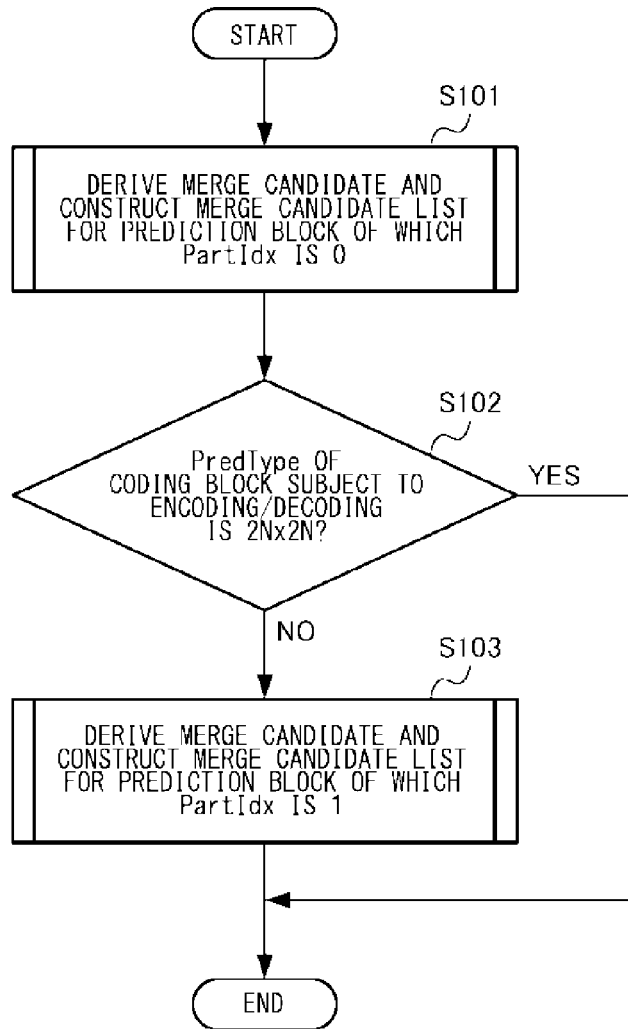 START
S101
DERIVE MERGE CANDIDATE AND
CONSTRUCT MERGE CANDIDATE LIST
FOR PREDICTION BLOCK OF WHICH
PartIdx IS 0
S102
PredType OF
CODING BLOCK SUBJECT TO
ENCODING/DECODING
IS 2Nx2N?
YES
NO
S103
DERIVE MERGE CANDIDATE AND
CONSTRUCT MERGE CANDIDATE LIST
FOR PREDICTION BLOCK OF WHICH
PartIdx IS 1
END